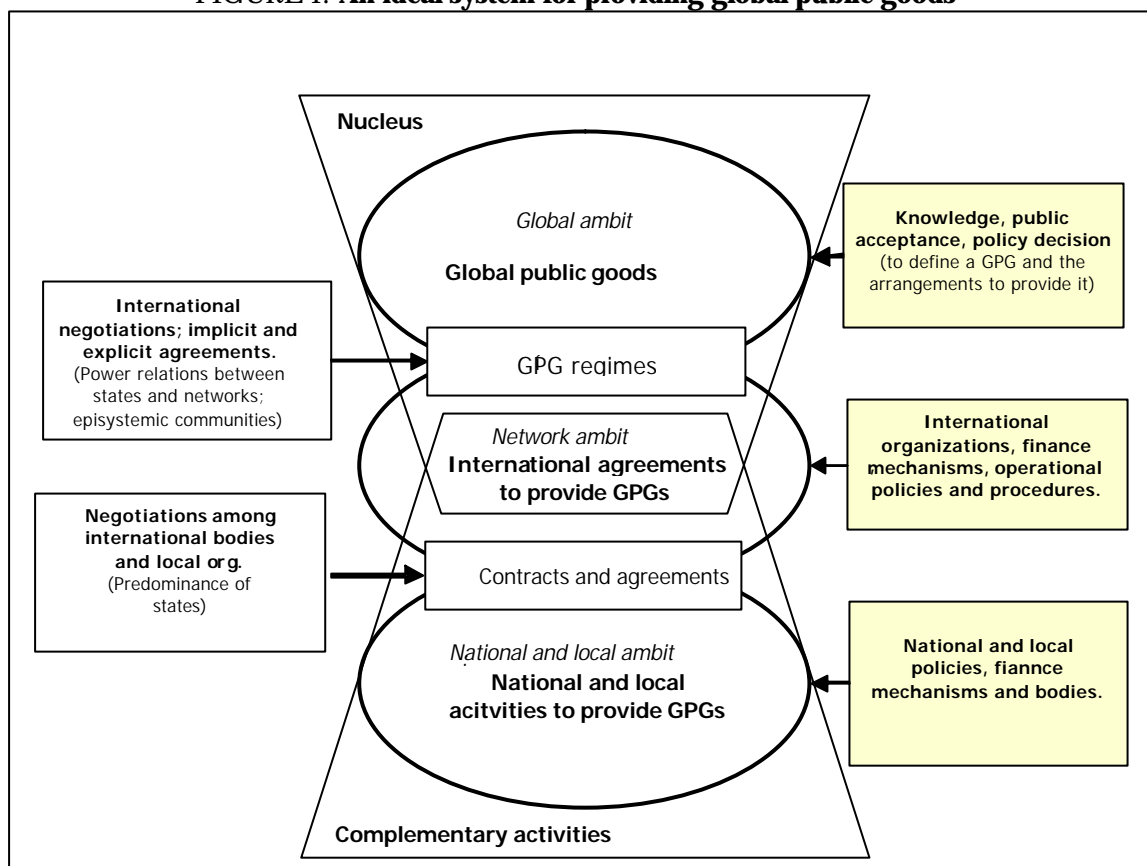 FIGURE 1. An ideal system for providing global public goods
Nucleus
Global ambit
Global public goods
Knowledge, public
acceptance, policy decision
(to define a GPG and the
arrangements to provide it)
International
negotiations; implicit and
explicit agreements.
(Power relations between
states and networks;
episystemic communities)
GPG regimes
Network ambit
International agreements
to provide GPGs
International
organizations, finance
mechanisms, operational
policies and procedures.
Negotiations among
international bodies
and local org.
(Predominance of
states)
Contracts and agreements
National and local ambit
National and local
acitvities to provide GPGs
National and local
policies, fiannce
mechanisms and bodies.
Complementary activities